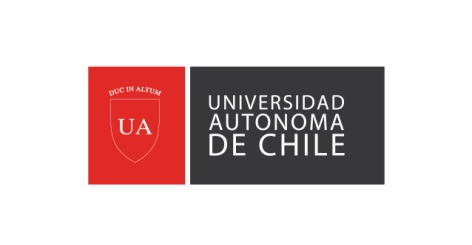 DUC IN ALTUM
UA
UNIVERSIDAD
AUTONOMA
DE CHILE